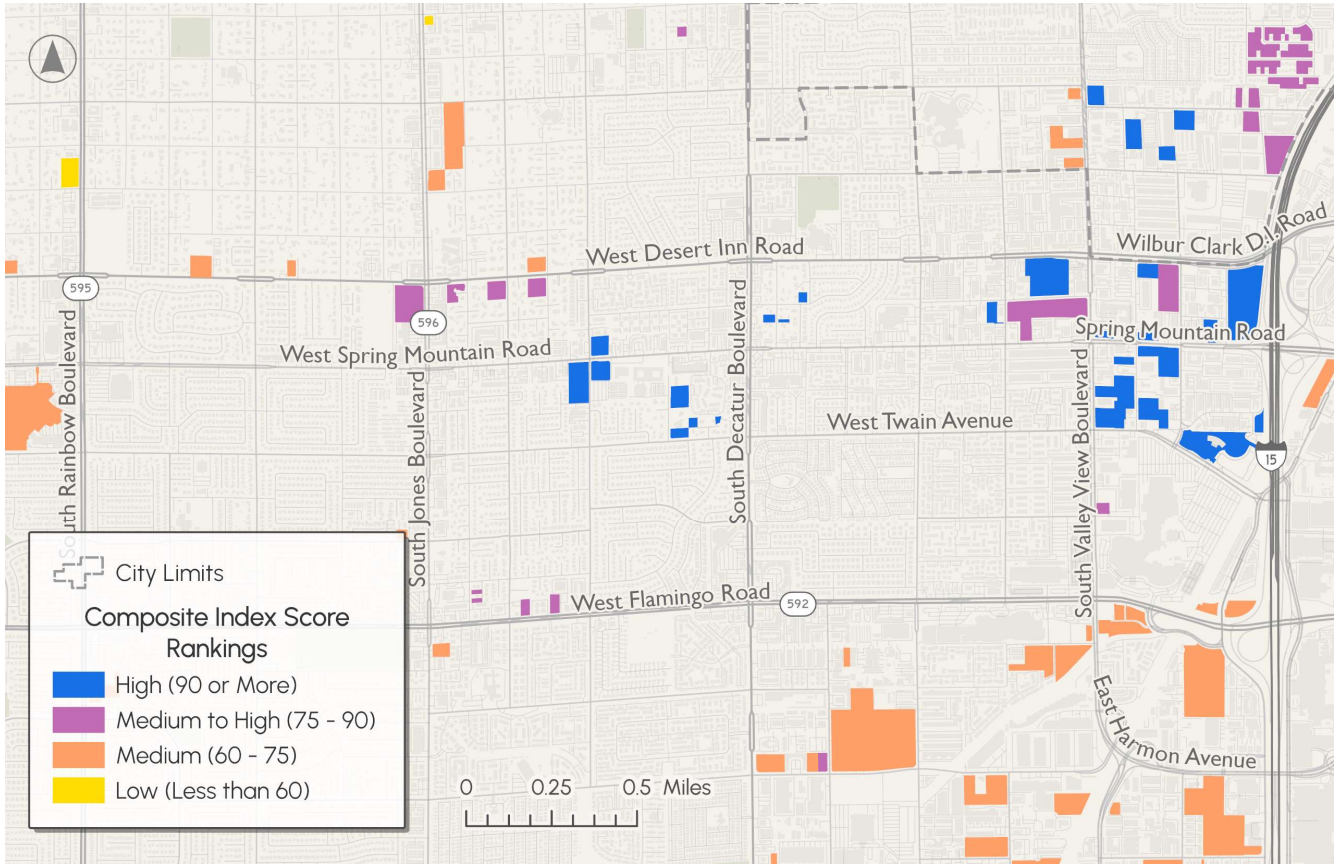 West Desert Inn Road
Wilbur Clark D.I. Road
595
596
South Rainbow Boulevard
West Spring Mountain Road
South Jones Boulevard
South Decatur Boulevard
Spring Mountain Road
West Twain Avenue
South Valley View Boulevard
15
West Flamingo Road
592
East Harmon Avenue
City Limits
Composite Index Score
Rankings
High (90 or More)
Medium to High (75 - 90)
Medium (60 - 75)
Low (Less than 60)
0 0.25 0.5 Miles